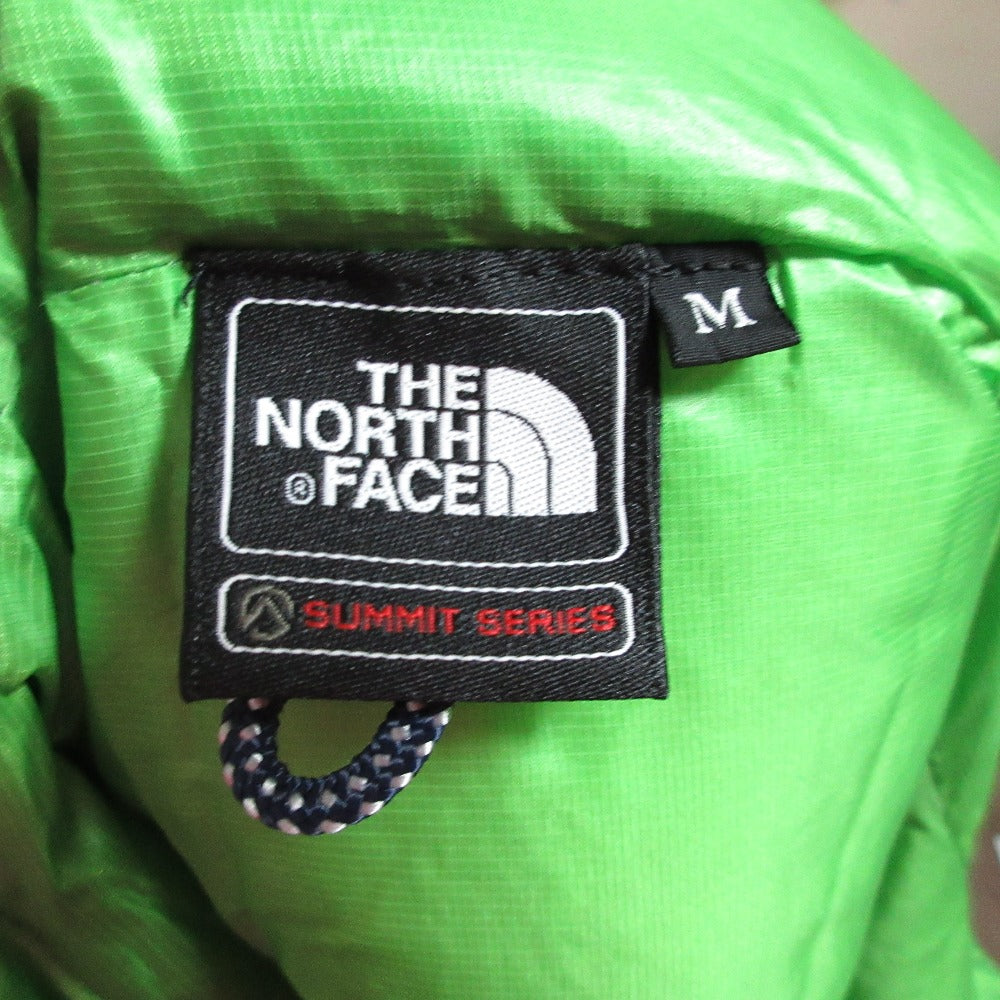 THE
NORTH
® FACE
SUMMIT SERIES
M